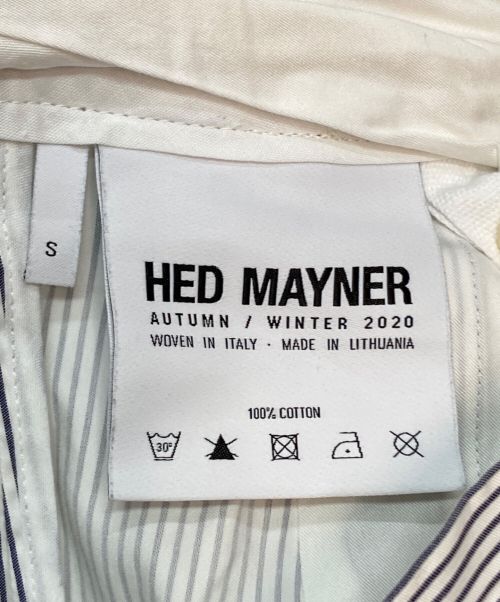 S
HED MAYNER
AUTUMN / WINTER 2020
WOVEN IN ITALY · MADE IN LITHUANIA
100% COTTON
30°